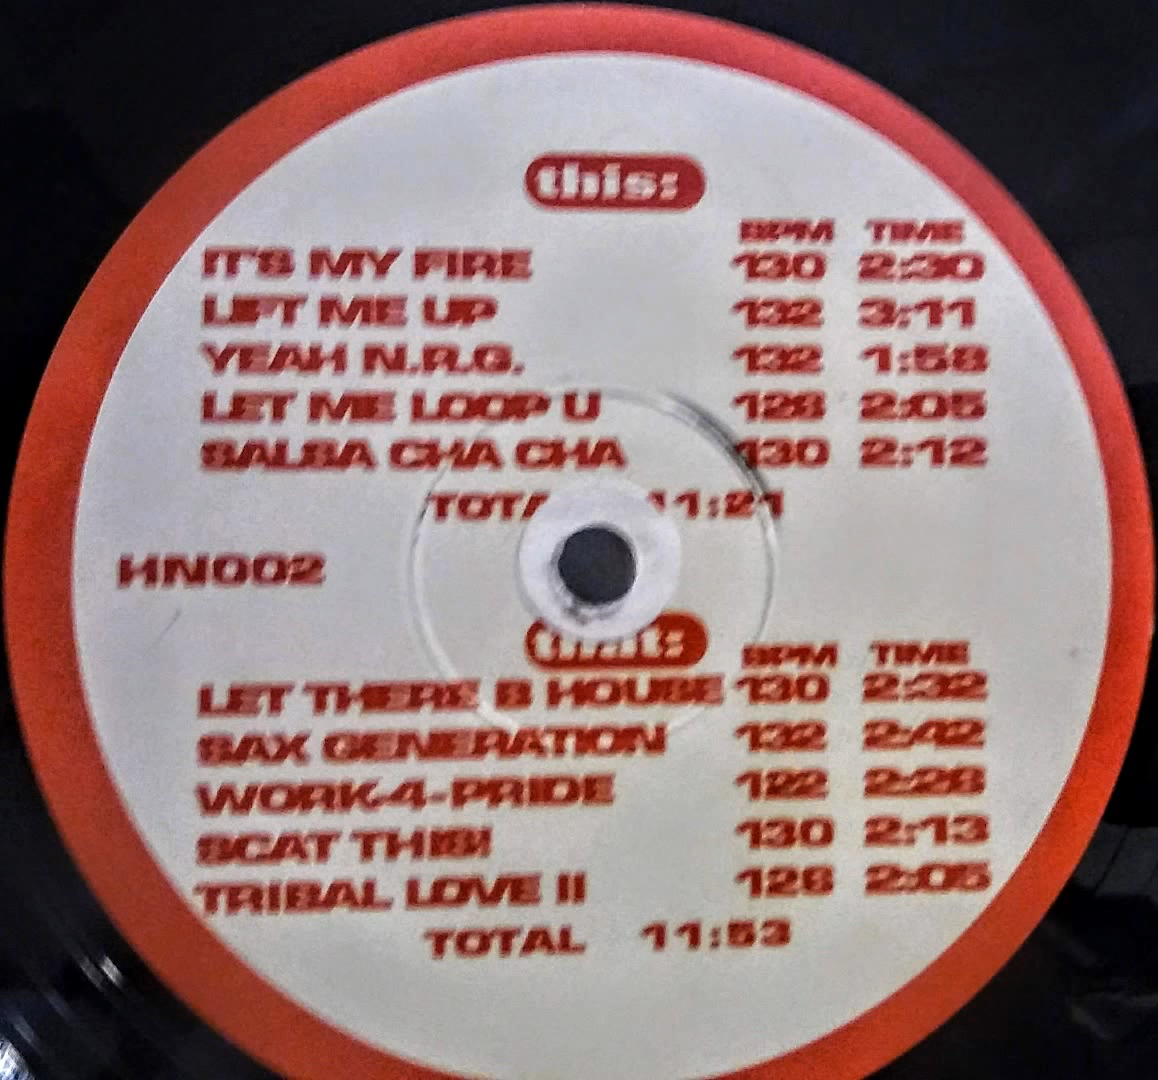 this:
BPM TIME
IT'S MY FIRE 130 2:30
LIFT ME UP 132 3:11
YEAH N.R.G. 132 1:58
LET ME LOOP U 128 2:05
SALSA CHA CHA 130 2:12
TOTAL 11:21
HN002
that:
BPM TIME
LET THERE B HOUSE 130 2:32
SAX GENERATION 132 2:42
WORK-4-PRIDE 122 2:28
SCAT THIS! 130 2:13
TRIBAL LOVE II 126 2:05
TOTAL 11:53